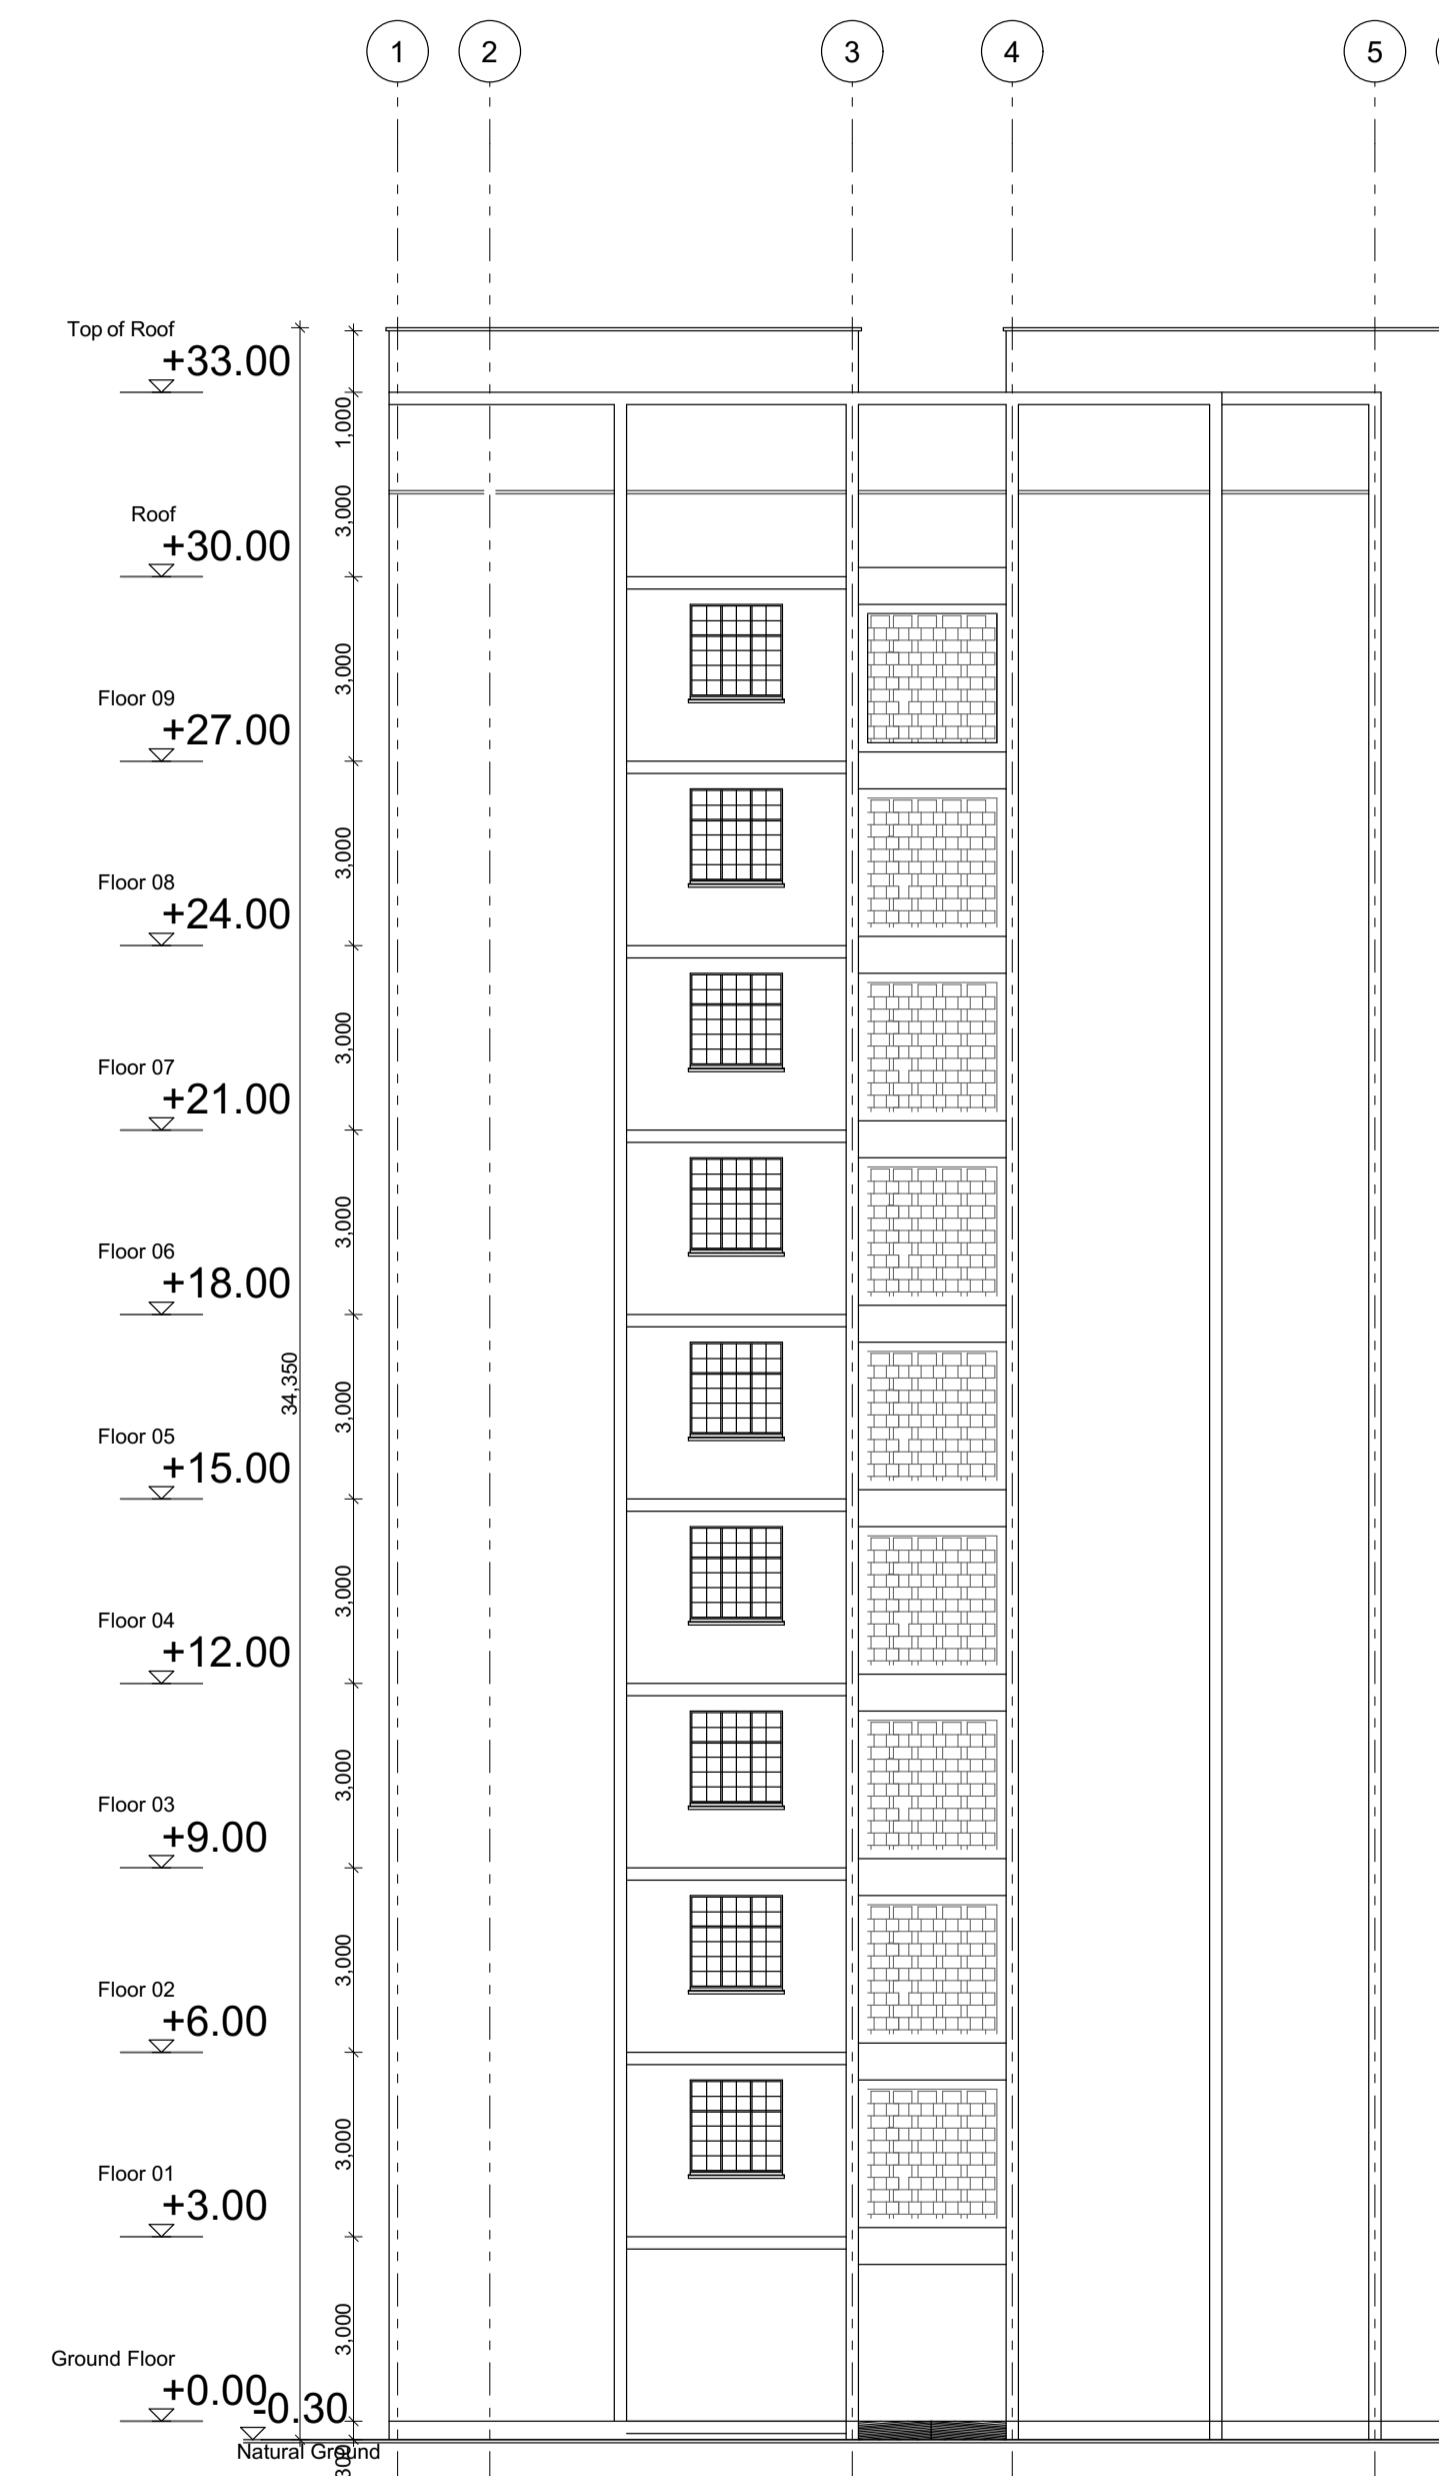 1 2 3 4 5
Top of Roof
+33.00
1,000
3,000
Roof
+30.00
3,000
Floor 09
+27.00
3,000
Floor 08
+24.00
3,000
Floor 07
+21.00
3,000
Floor 06
+18.00
34,350
3,000
Floor 05
+15.00
3,000
Floor 04
+12.00
3,000
Floor 03
+9.00
3,000
Floor 02
+6.00
3,000
Floor 01
+3.00
3,000
Ground Floor
+0.00
-0.30
Natural Ground
300